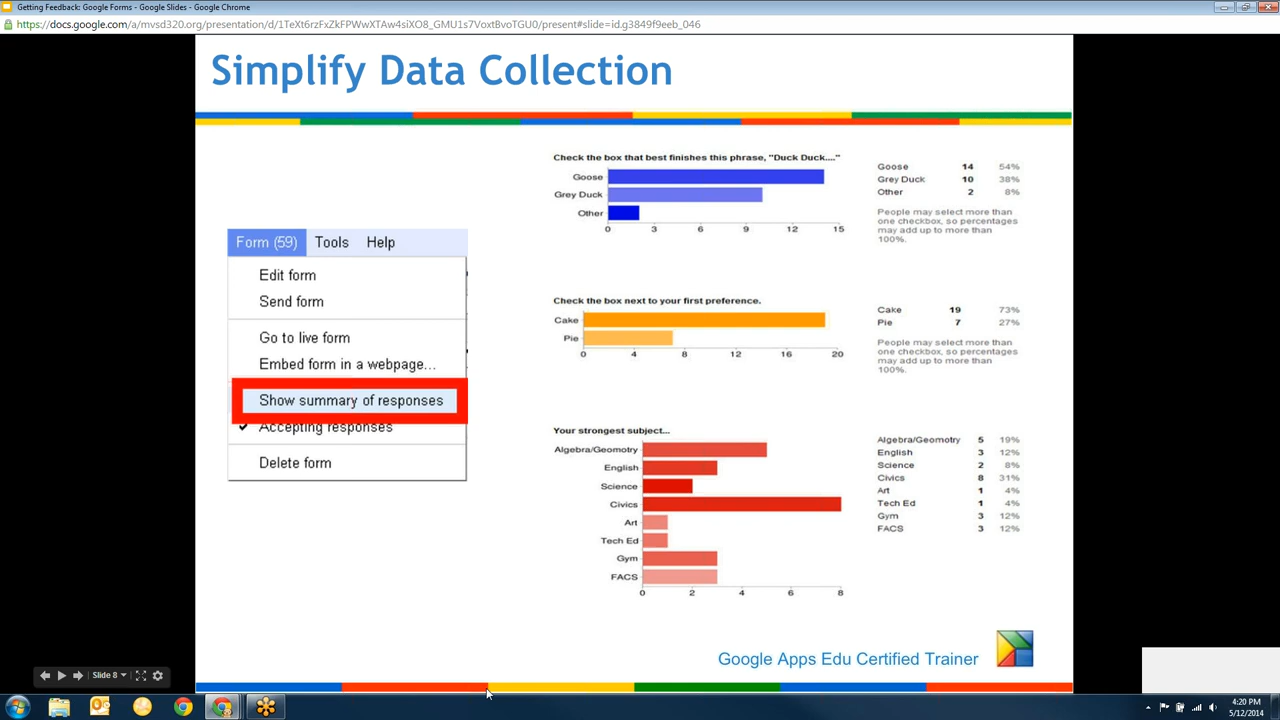 Getting Feedback: Google Forms - Google Slides - Google Chrome
https://docs.google.com/a/mvsd320.org/presentation/d/1TeXt6rzFxZkFPWwXTAw4siXO8_GMU1s7VoxtBvoTGU0/present#slide=id.g3849f9eeb_046
Simplify Data Collection
Form (59) Tools Help
Edit form
Send form
Go to live form
Embed form in a webpage...
Show summary of responses
Accepting responses
Delete form
Check the box that best finishes this phrase, "Duck Duck...."
Goose
Grey Duck
Other
0 3 6 9 12 15
Goose 14 54%
Grey Duck 10 38%
Other 2 8%
People may select more than
one checkbox, so percentages
may add up to more than
100%.
Check the box next to your first preference.
Cake
Pie
0 4 8 12 16 20
Cake 19 73%
Pie 7 27%
People may select more than
one checkbox, so percentages
may add up to more than
100%.
Your strongest subject...
Algebra/Geometry
English
Science
Civics
Art
Tech Ed
Gym
FACS
0 2 4 6 8
Algebra/Geometry 5 19%
English 3 12%
Science 2 8%
Civics 8 31%
Art 1 4%
Tech Ed 1 4%
Gym 3 12%
FACS 3 12%
Google Apps Edu Certified Trainer
Slide 8
4:20 PM
5/12/2014